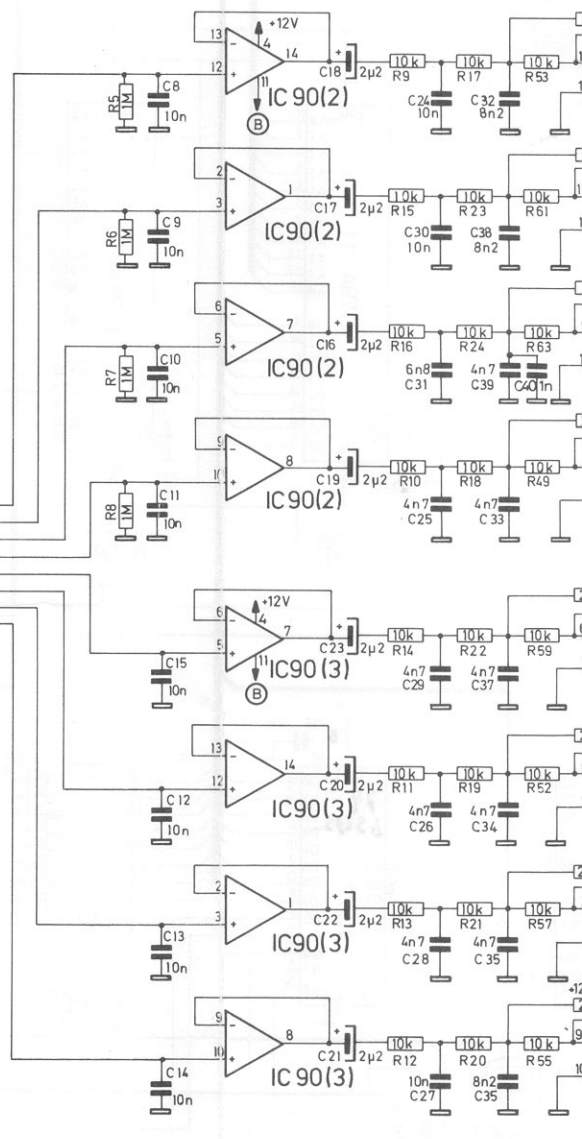 +12V
13 4 14 C18 + 2µ2 10k R9 10k R17 10k R53
12 11
R5 1M C8 10n IC90(2) B C24 10n C32 8n2
2 1 C17 + 2µ2 10k R15 10k R23 10k R61
3
R6 1M C9 10n IC90(2) C30 10n C38 8n2
6 7 C16 + 2µ2 10k R16 10k R24 10k R63
5
R7 1M C10 10n IC90(2) 6n8 C31 4n7 C39 C40 1n
9 8 C19 + 2µ2 10k R10 10k R18 10k R49
10
R8 1M C11 10n IC90(2) 4n7 C25 4n7 C33
+12V
6 4 7 C23 + 2µ2 10k R14 10k R22 10k R59
5 11
C15 10n IC90(3) B 4n7 C29 4n7 C37
13 14 C20 + 2µ2 10k R11 10k R19 10k R52
12
C12 10n IC90(3) 4n7 C26 4n7 C34
2 1 C22 + 2µ2 10k R13 10k R21 10k R57
3
C13 10n IC90(3) 4n7 C28 4n7 C35
+12
9 8 C21 + 2µ2 10k R12 10k R20 10k R55 9
10 10
C14 10n IC90(3) 10n C27 8n2 C35